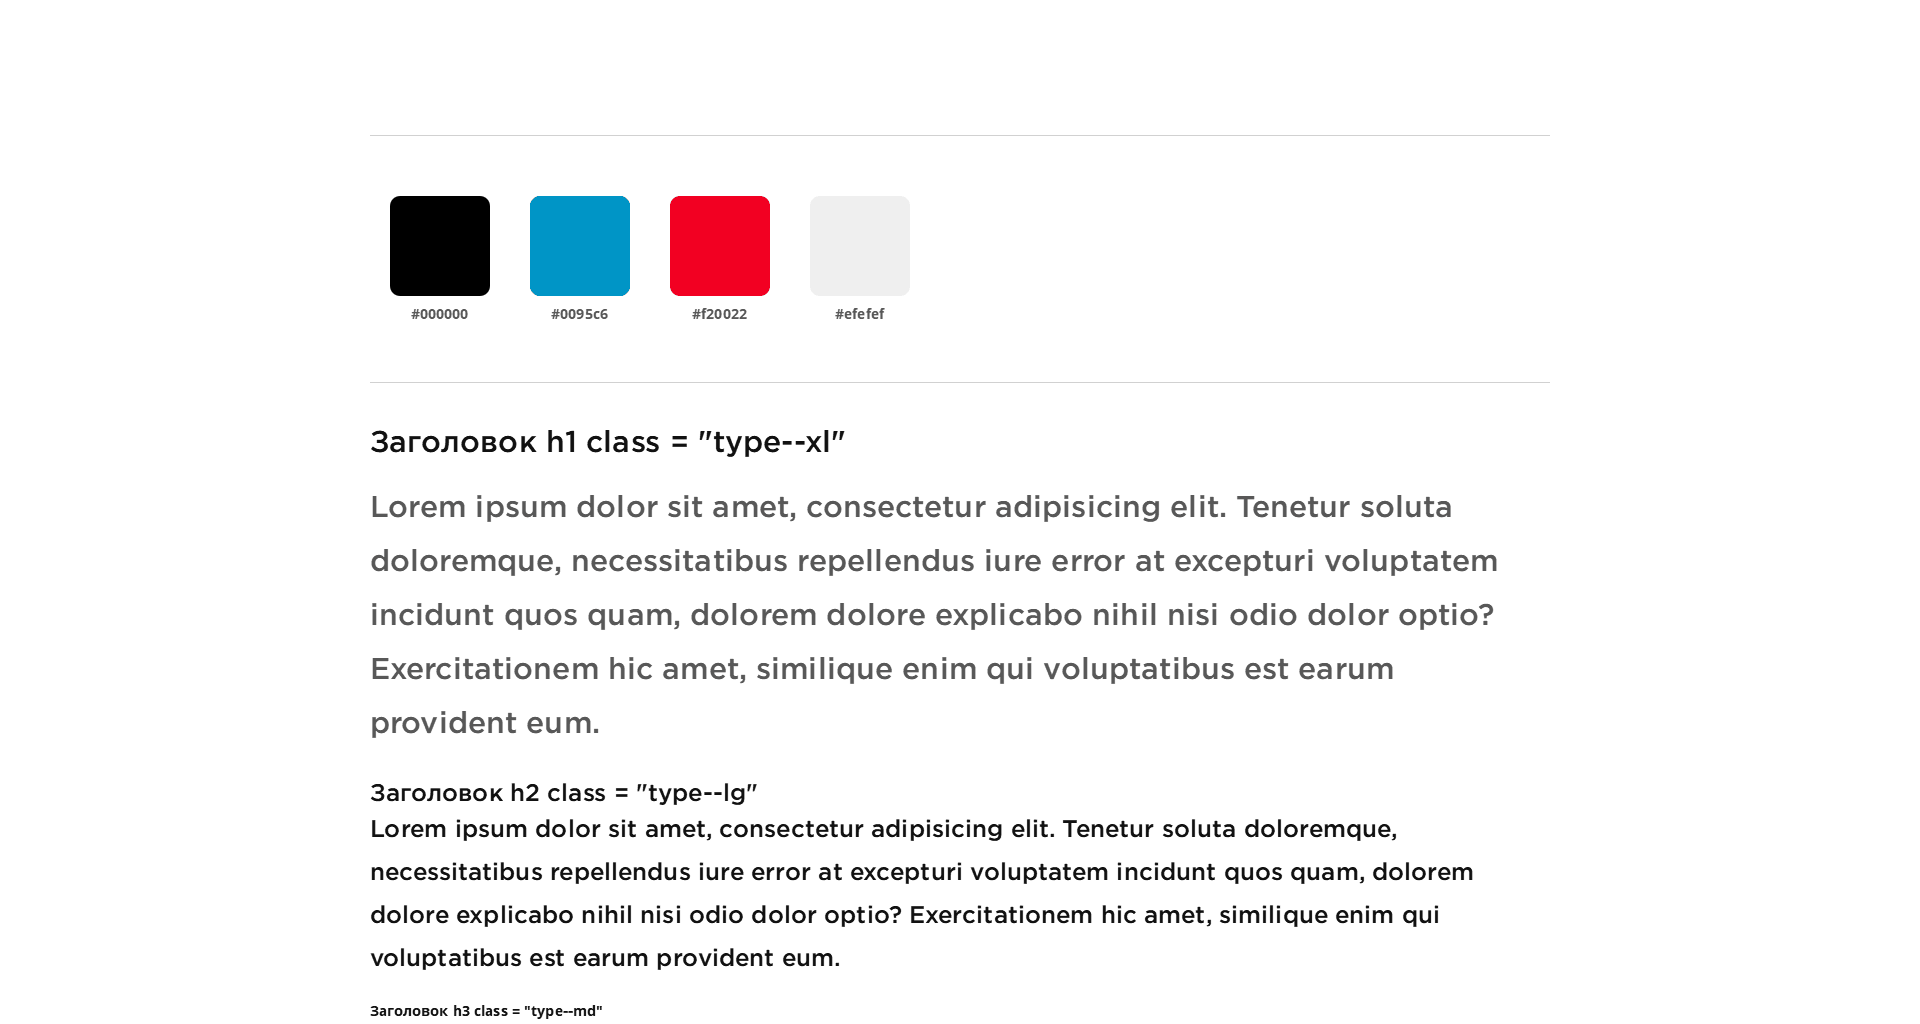 #000000
#0095c6
#f20022
#efefef
Заголовок h1 class = "type--xl"
Lorem ipsum dolor sit amet, consectetur adipisicing elit. Tenetur soluta
doloremque, necessitatibus repellendus iure error at excepturi voluptatem
incidunt quos quam, dolorem dolore explicabo nihil nisi odio dolor optio?
Exercitationem hic amet, similique enim qui voluptatibus est earum
provident eum.
Заголовок h2 class = "type--lg"
Lorem ipsum dolor sit amet, consectetur adipisicing elit. Tenetur soluta doloremque,
necessitatibus repellendus iure error at excepturi voluptatem incidunt quos quam, dolorem
dolore explicabo nihil nisi odio dolor optio? Exercitationem hic amet, similique enim qui
voluptatibus est earum provident eum.
Заголовок h3 class = "type--md"